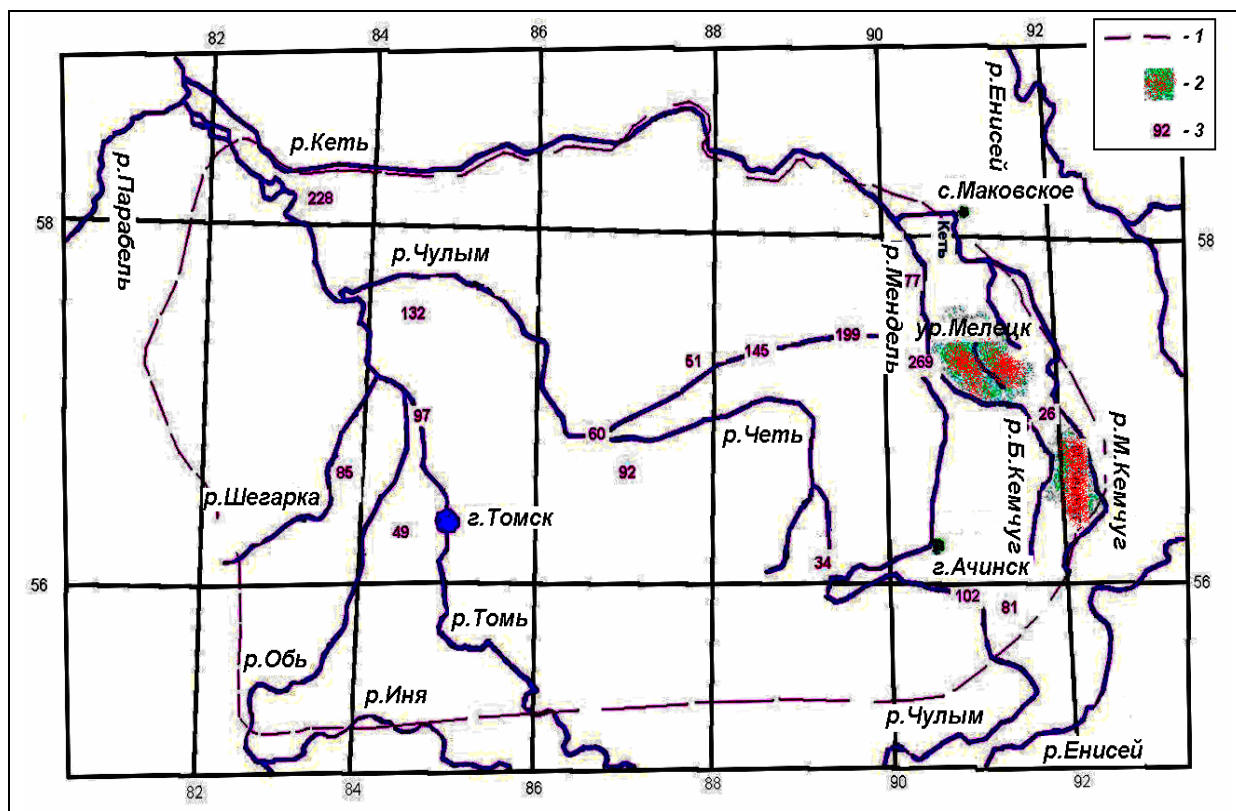 82
84
86
88
90
92
- 1
- 2
92 - 3
р.Енисей
р.Кеть
р.Парабель
228
с.Маковское
58
58
Кеть
р.Чулым
р.Мендель
77
132
ур.Мелецк
199
145
51
269
97
26
60
р.Четь
92
р.Б.Кемчуг
р.М.Кемчуг
85
р.Шегарка
49
г.Томск
34
г.Ачинск
56
56
102
81
р.Томь
р.Обь
р.Иня
р.Чулым
р.Енисей
82
84
86
88
90
92